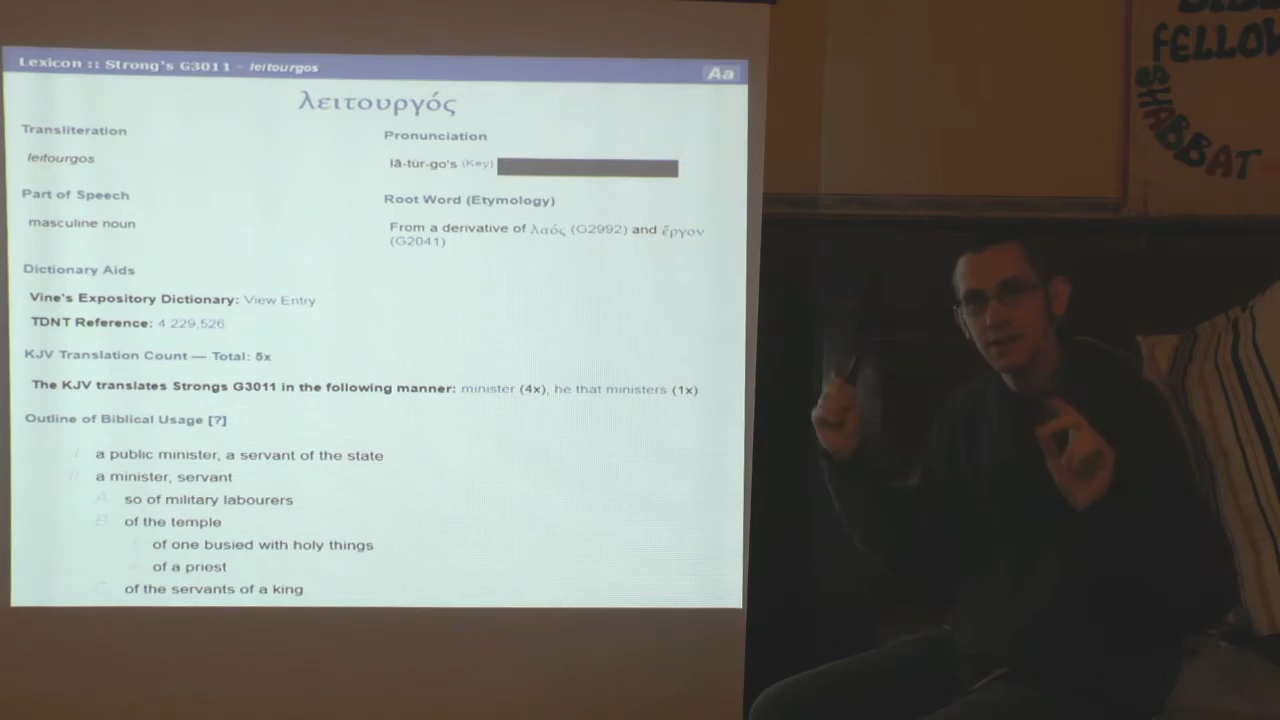 Lexicon :: Strong's G3011 – leitourgos
Aa
λειτουργός
Transliteration
leitourgos
Pronunciation
lā-tür-go's (Key)
Part of Speech
masculine noun
Root Word (Etymology)
From a derivative of λαός (G2992) and ἔργον
(G2041)
Dictionary Aids
Vine's Expository Dictionary: View Entry
TDNT Reference: 4:229,526
KJV Translation Count — Total: 5x
The KJV translates Strongs G3011 in the following manner: minister (4x), he that ministers (1x)
Outline of Biblical Usage [?]
I a public minister, a servant of the state
II a minister, servant
A so of military labourers
B of the temple
i of one busied with holy things
ii of a priest
C of the servants of a king
FELLOW
SHABBAT